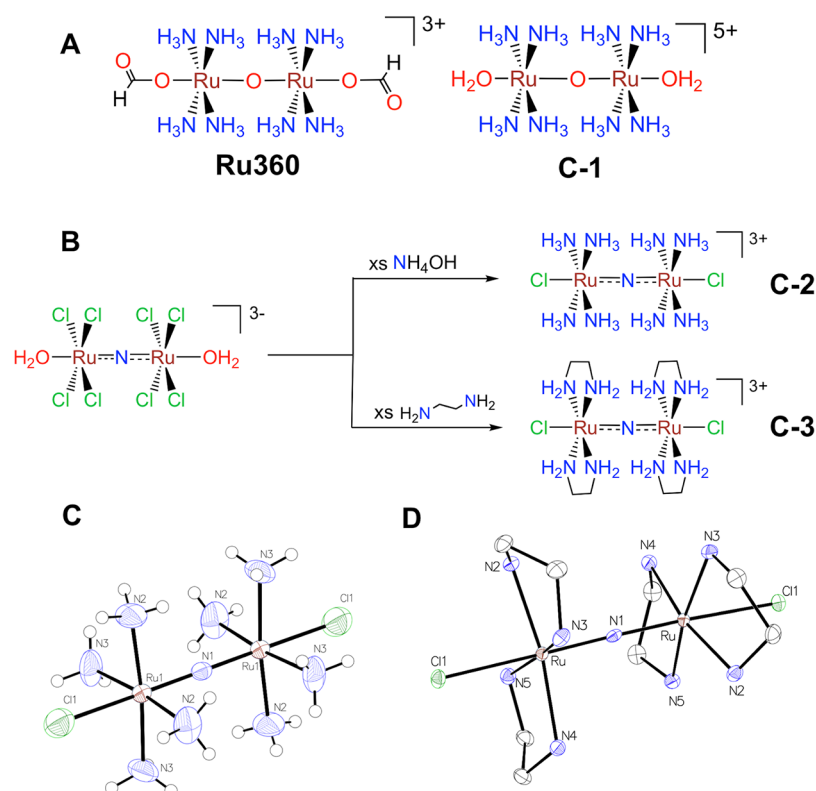 A
H₃N NH₃ H₃N NH₃ 3+
O O Ru O Ru O H
H O
H₃N NH₃ H₃N NH₃
Ru360
H₃N NH₃ H₃N NH₃ 5+
H₂O Ru O Ru OH₂
H₃N NH₃ H₃N NH₃
C-1
B
Cl Cl Cl Cl 3-
H₂O Ru N Ru OH₂
Cl Cl Cl Cl
xs NH₄OH
xs H₂N NH₂
H₃N NH₃ H₃N NH₃ 3+
Cl Ru N Ru Cl
H₃N NH₃ H₃N NH₃
C-2
H₂N NH₂ H₂N NH₂ 3+
Cl Ru N Ru Cl
H₂N NH₂ H₂N NH₂
C-3
C
N3
N2 N2 Cl1
N3 N1 Ru1 N3
Ru1
Cl1 N2 N2
N3
D
N4 N3
N2
N3 N1 Ru Cl1
Cl1 Ru
N5 N5 N2
N4